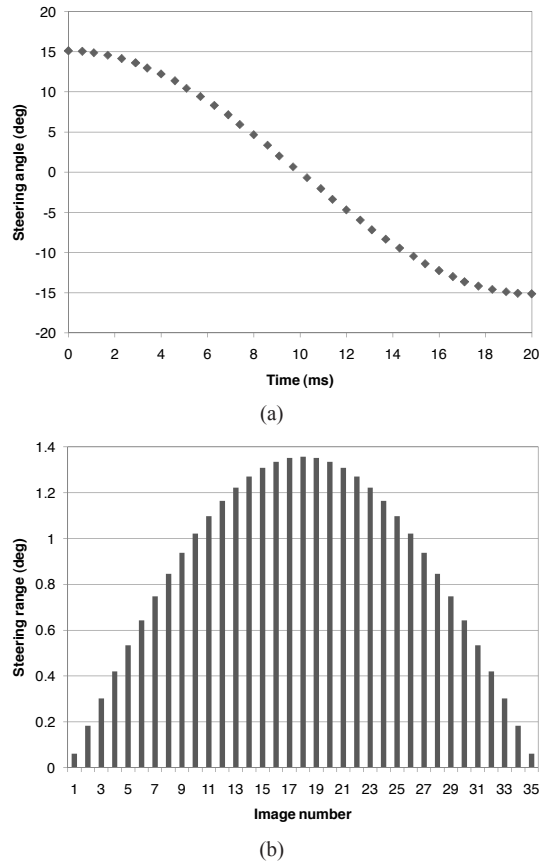 20
15
10
5
0
-5
-10
-15
-20
Steering angle (deg)
0 2 4 6 8 10 12 14 16 18 20
Time (ms)
(a)
1.4
1.2
1
0.8
0.6
0.4
0.2
0
Steering range (deg)
1 3 5 7 9 11 13 15 17 19 21 23 25 27 29 31 33 35
Image number
(b)